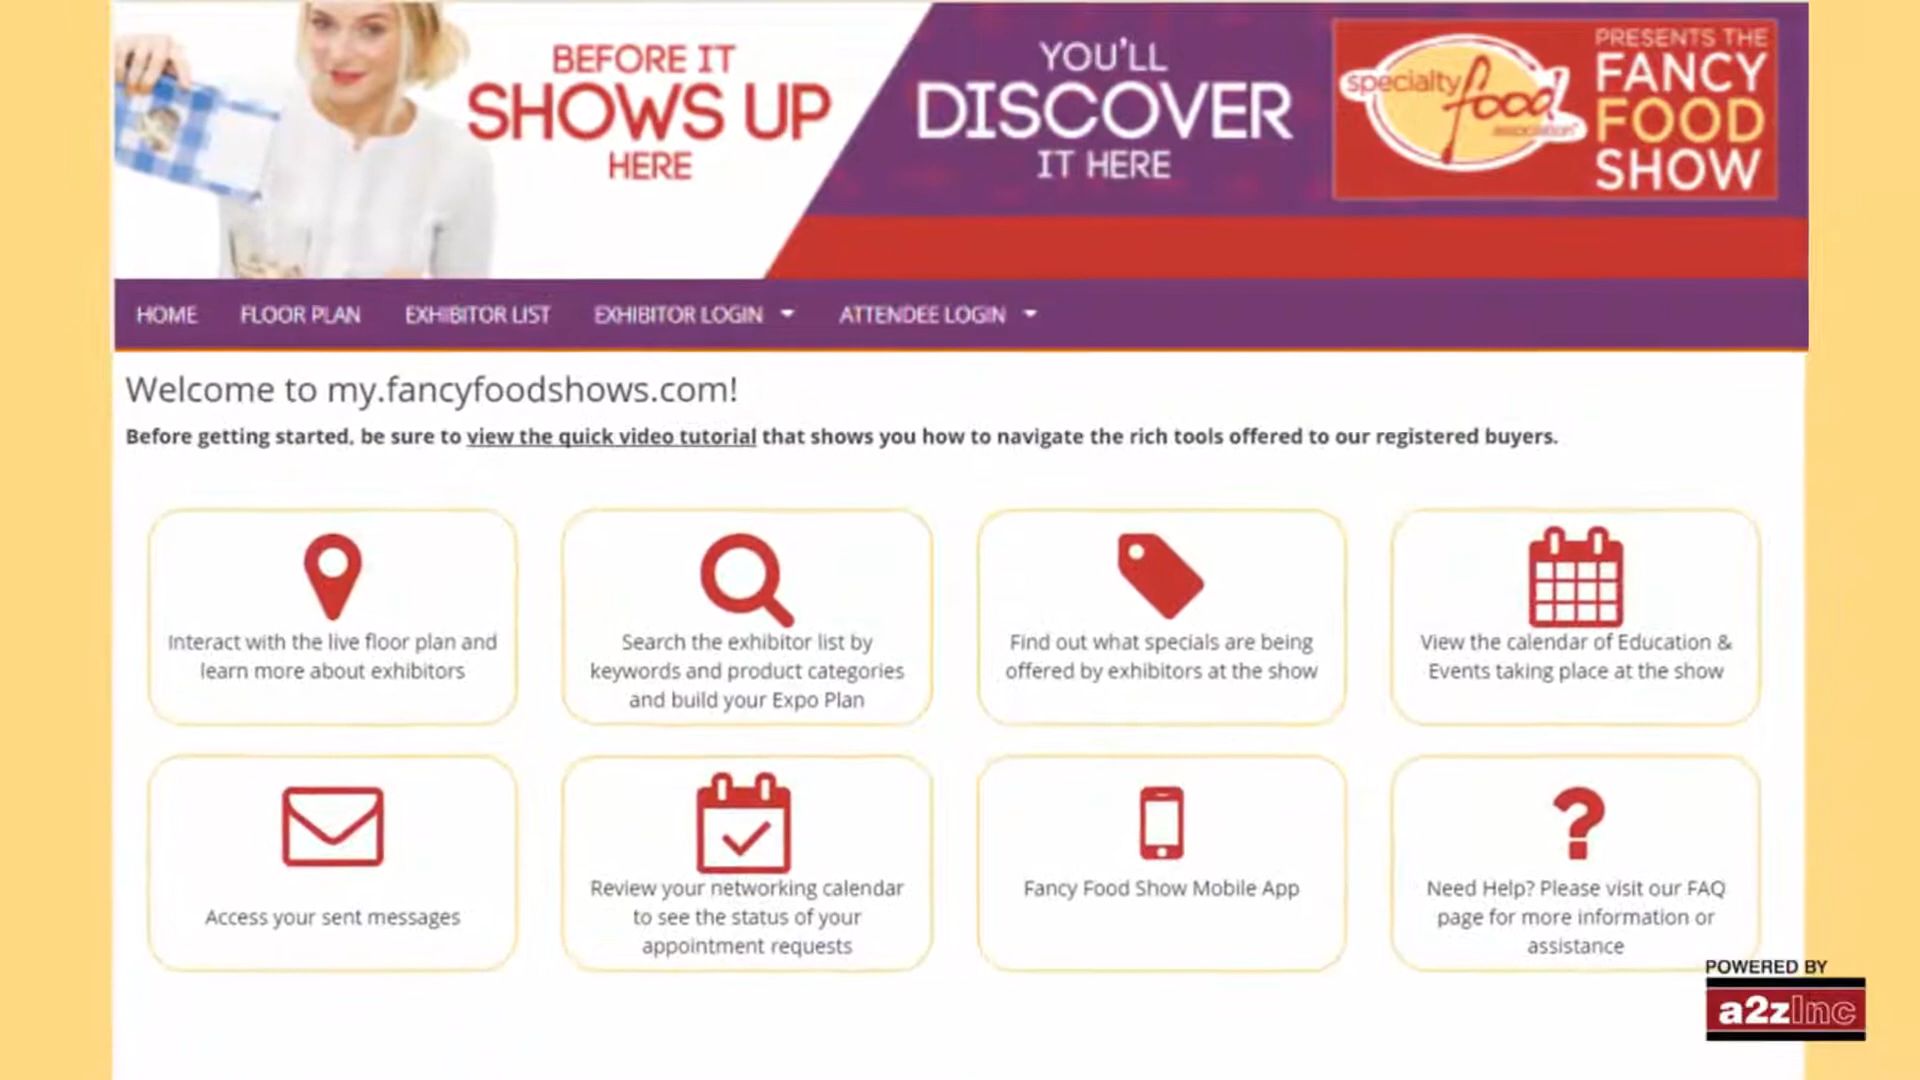 BEFORE IT
SHOWS UP
HERE
YOU'LL
DISCOVER
IT HERE
specialty
food
association
PRESENTS THE
FANCY
FOOD
SHOW
HOME FLOOR PLAN EXHIBITOR LIST EXHIBITOR LOGIN ATTENDEE LOGIN
Welcome to my.fancyfoodshows.com!
Before getting started, be sure to view the quick video tutorial that shows you how to navigate the rich tools offered to our registered buyers.
Interact with the live floor plan and
learn more about exhibitors
Search the exhibitor list by
keywords and product categories
and build your Expo Plan
Find out what specials are being
offered by exhibitors at the show
View the calendar of Education &
Events taking place at the show
Access your sent messages
Review your networking calendar
to see the status of your
appointment requests
Fancy Food Show Mobile App
Need Help? Please visit our FAQ
page for more information or
assistance
POWERED BY
a2zInc